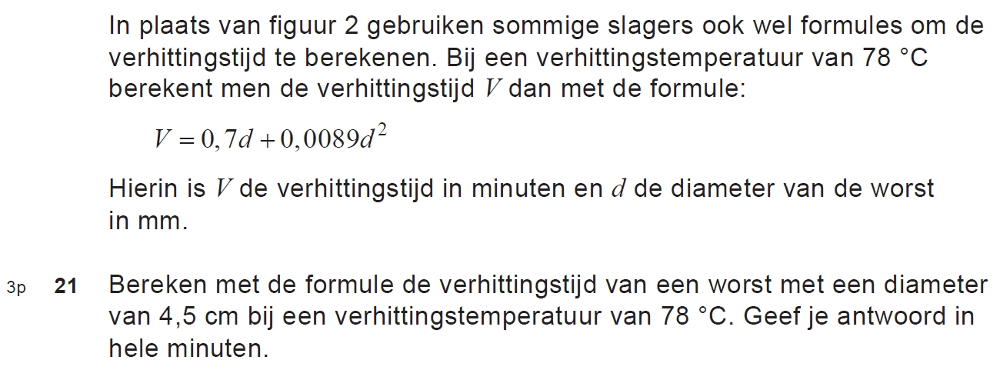 In plaats van figuur 2 gebruiken sommige slagers ook wel formules om de
verhittingstijd te berekenen. Bij een verhittingstemperatuur van 78 °C
berekent men de verhittingstijd V dan met de formule:
V = 0,7d + 0,0089d²
Hierin is V de verhittingstijd in minuten en d de diameter van de worst
in mm.
3p 21 Bereken met de formule de verhittingstijd van een worst met een diameter
van 4,5 cm bij een verhittingstemperatuur van 78 °C. Geef je antwoord in
hele minuten.